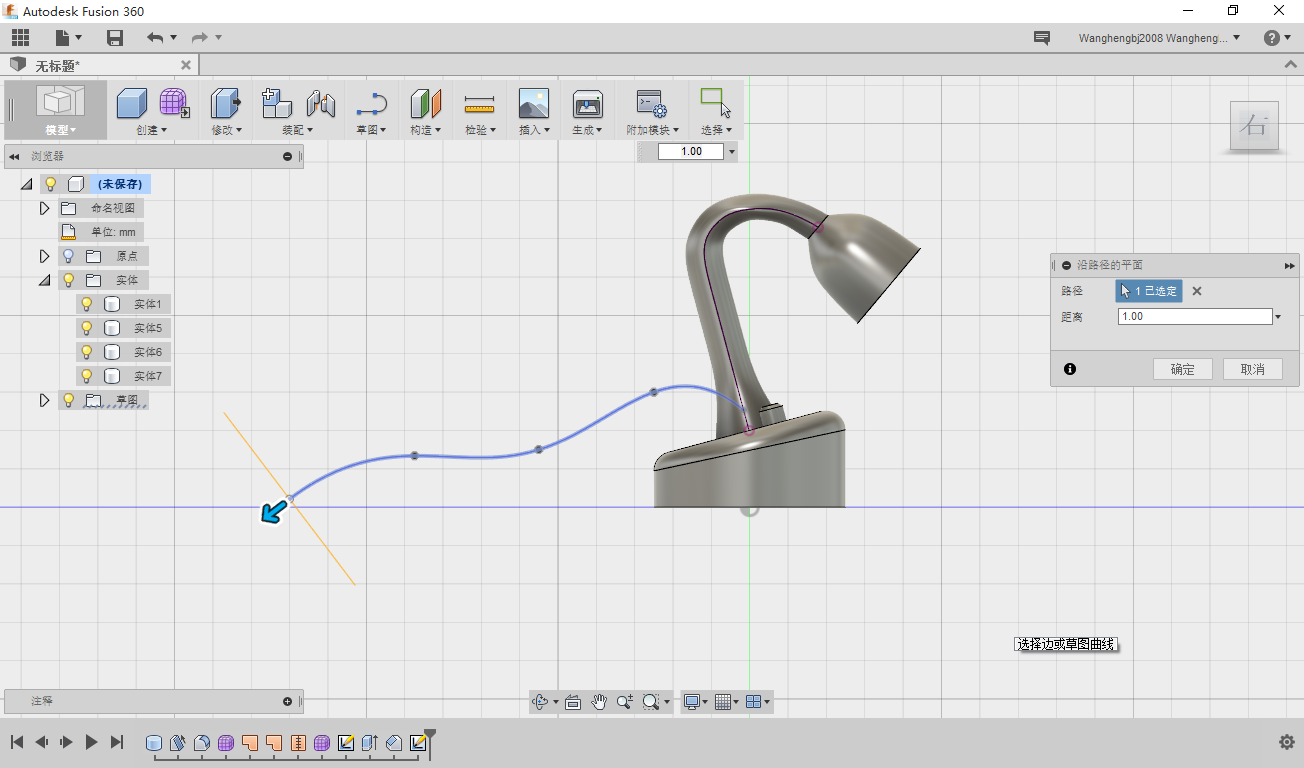 Autodesk Fusion 360
Wanghengbj2008 Wangheng...
无标题*
模型
创建
修改
装配
草图
构造
检验
插入
生成
附加模块
选择
1.00
右
浏览器
(未保存)
命名视图
单位: mm
原点
实体
实体1
实体5
实体6
实体7
草图
沿路径的平面
路径
1 已选定
距离
1.00
确定
取消
选择边或草图曲线
注释